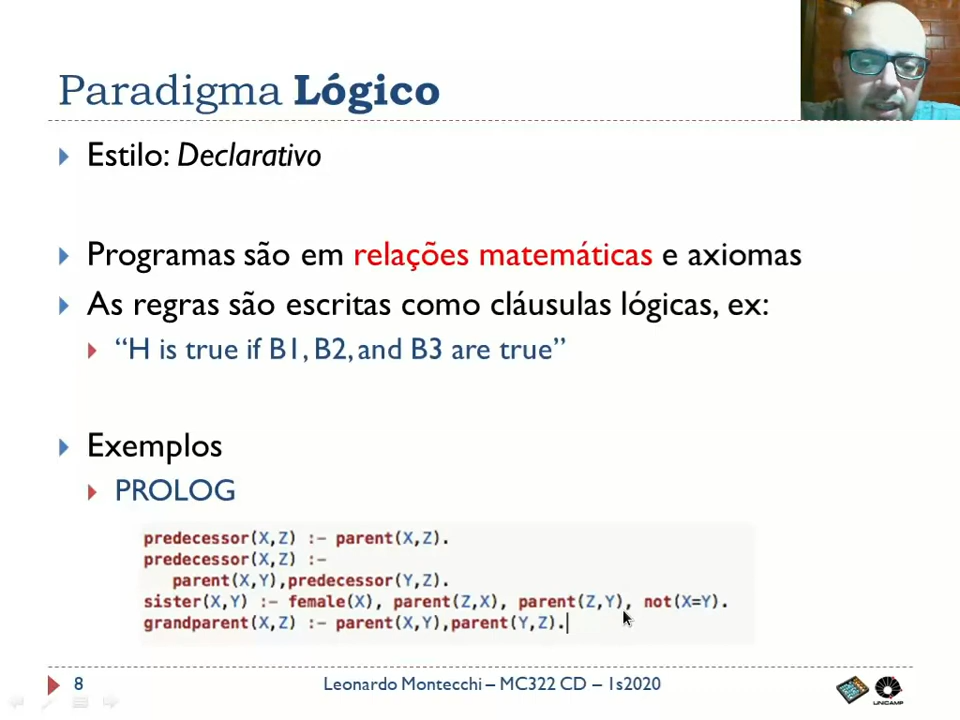 Paradigma Lógico
Estilo: Declarativo
Programas são em relações matemáticas e axiomas
As regras são escritas como cláusulas lógicas, ex:
“H is true if B1, B2, and B3 are true”
Exemplos
PROLOG
predecessor(X,Z) :- parent(X,Z).
predecessor(X,Z) :-
parent(X,Y),predecessor(Y,Z).
sister(X,Y) :- female(X), parent(Z,X), parent(Z,Y), not(X=Y).
grandparent(X,Z) :- parent(X,Y),parent(Y,Z).
8
Leonardo Montecchi – MC322 CD – 1s2020
UNICAMP